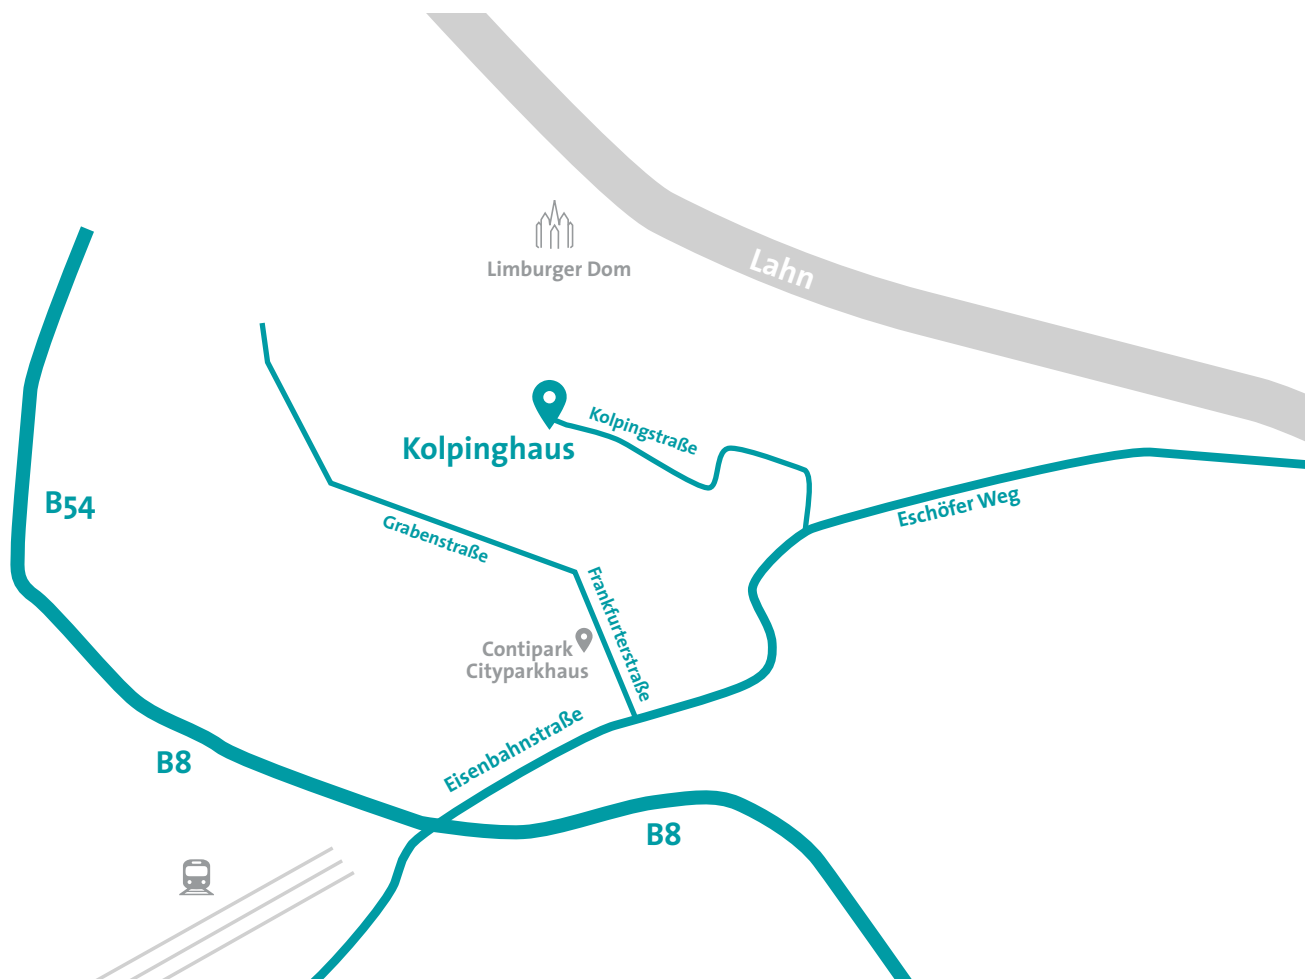 Lahn
Limburger Dom
Kolpingstraße
Kolpinghaus
B54
Eschöfer Weg
Grabenstraße
Frankfurterstraße
Contipark
Cityparkhaus
Eisenbahnstraße
B8
B8